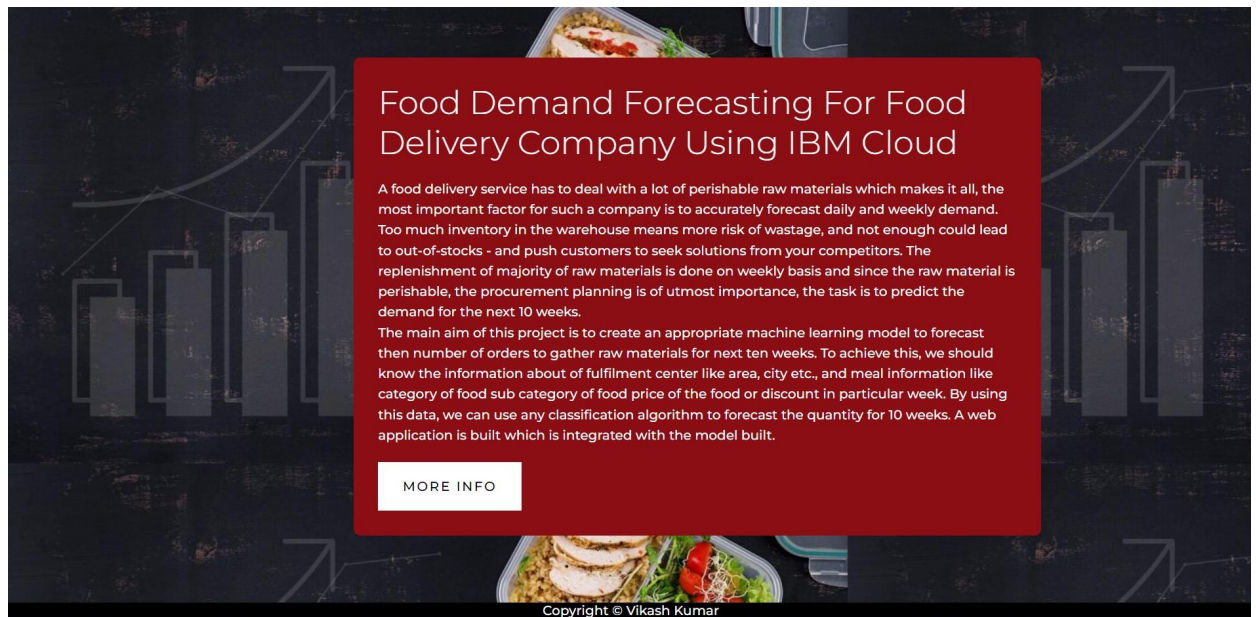 Food Demand Forecasting For Food
Delivery Company Using IBM Cloud
A food delivery service has to deal with a lot of perishable raw materials which makes it all, the
most important factor for such a company is to accurately forecast daily and weekly demand.
Too much inventory in the warehouse means more risk of wastage, and not enough could lead
to out-of-stocks - and push customers to seek solutions from your competitors. The
replenishment of majority of raw materials is done on weekly basis and since the raw material is
perishable, the procurement planning is of utmost importance, the task is to predict the
demand for the next 10 weeks.
The main aim of this project is to create an appropriate machine learning model to forecast
then number of orders to gather raw materials for next ten weeks. To achieve this, we should
know the information about of fulfilment center like area, city etc., and meal information like
category of food sub category of food price of the food or discount in particular week. By using
this data, we can use any classification algorithm to forecast the quantity for 10 weeks. A web
application is built which is integrated with the model built.
MORE INFO
Copyright © Vikash Kumar